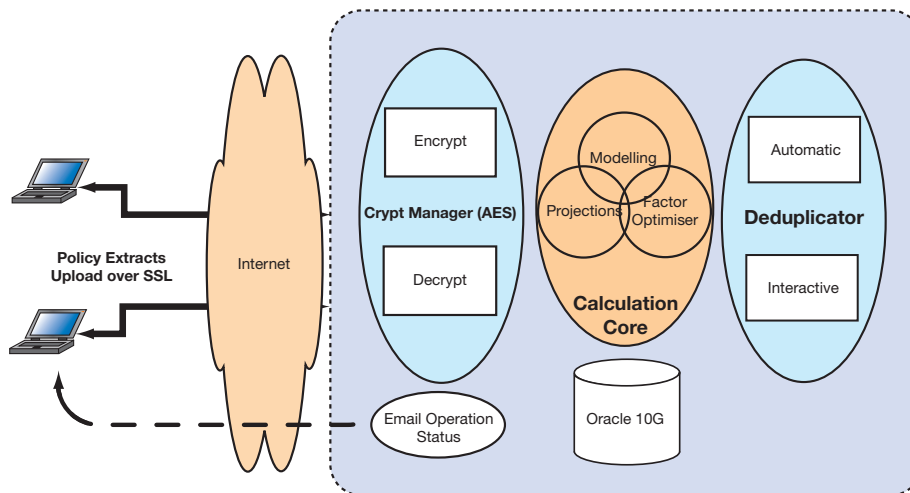 Policy Extracts
Upload over SSL
Internet
Encrypt
Crypt Manager (AES)
Decrypt
Email Operation
Status
Modelling
Projections
Factor
Optimiser
Calculation
Core
Oracle 10G
Automatic
Deduplicator
Interactive